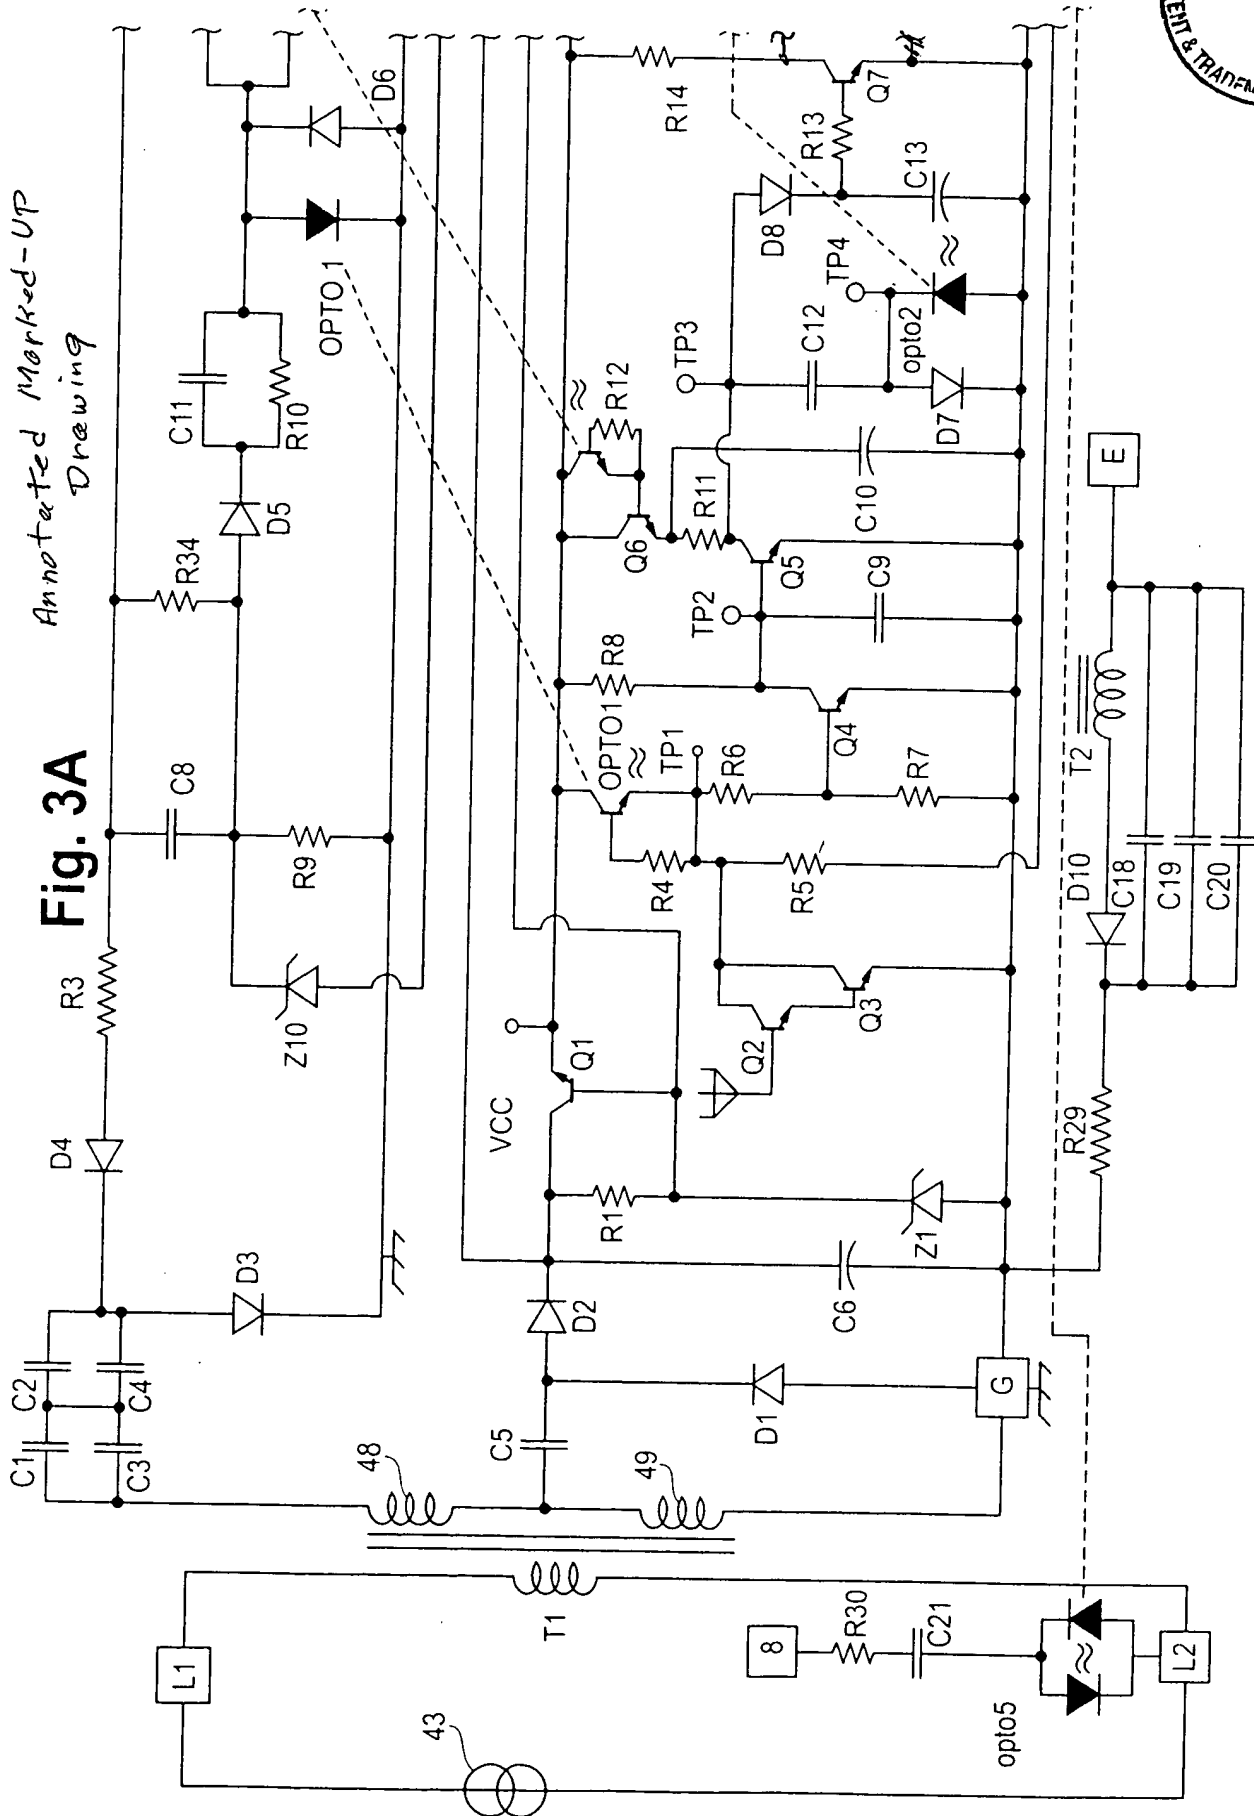 Annotated Marked-UP
Drawing
Fig. 3A
ENT & TRADEM
C1
C2
C3
C4
D4
R3
C8
R34
D5
C11
R10
OPTO 1
D6
D3
Z10
R9
48
49
T1
L1
43
8
R30
C21
opto5
L2
C5
D2
D1
G
C6
R1
Z1
VCC
Q1
Q2
Q3
R4
R5
OPTO1
TP1
R6
R7
Q4
R8
TP2
C9
Q5
Q6
R11
R12
C10
TP3
C12
D7
opto2
TP4
D8
R13
C13
R14
Q7
R29
D10
T2
C18
C19
C20
E